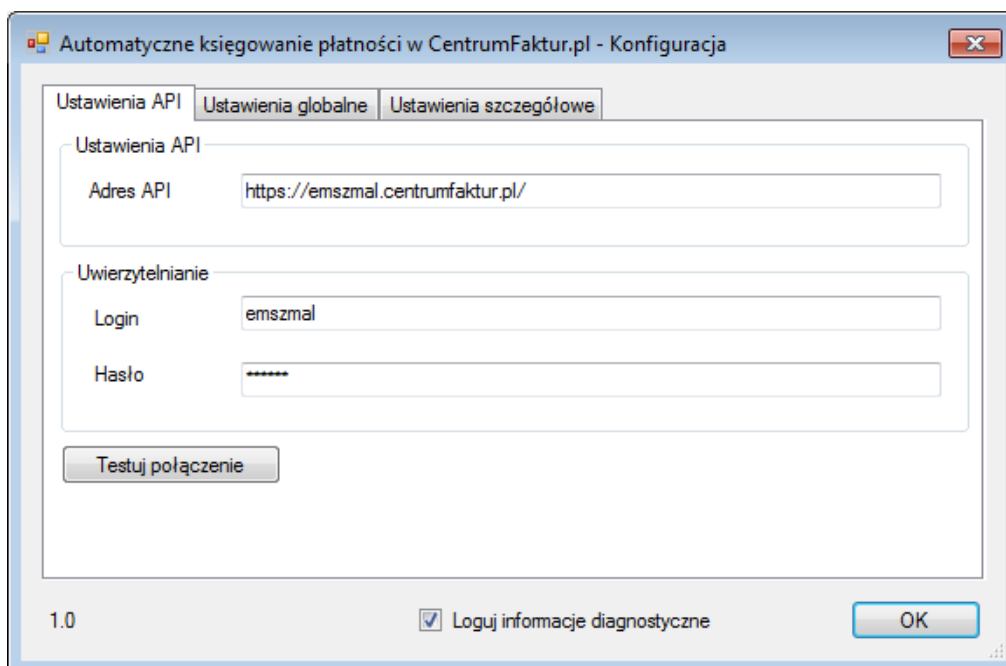 Automatyczne księgowanie płatności w CentrumFaktur.pl - Konfiguracja
Ustawienia API
Ustawienia globalne
Ustawienia szczegółowe
Ustawienia API
Adres API
https://emszmal.centrumfaktur.pl/
Uwierzytelnianie
Login
emszmal
Hasło
******
Testuj połączenie
1.0
Loguj informacje diagnostyczne
OK